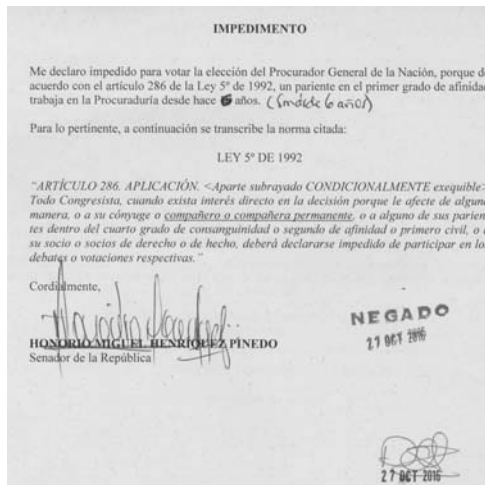 IMPEDIMENTO
Me declaro impedido para votar la elección del Procurador General de la Nación, porque d
acuerdo con el artículo 286 de la Ley 5ª de 1992, un pariente en el primer grado de afinidad
trabaja en la Procuraduría desde hace años. (6 años)
Para lo pertinente, a continuación se transcribe la norma citada:
LEY 5ª DE 1992
"ARTÍCULO 286. APLICACIÓN. <Aparte subrayado CONDICIONALMENTE exequible>
Todo Congresista, cuando exista interés directo en la decisión porque le afecte de alguna
manera, o a su cónyuge o compañero o compañera permanente, o a alguno de sus parien-
tes dentro del cuarto grado de consanguinidad o segundo de afinidad o primero civil, o a
su socio o socios de derecho o de hecho, deberá declararse impedido de participar en los
debates o votaciones respectivas."
Cordialmente,
HONORIO MIGUEL HENRÍQUEZ PINEDO
Senador de la República
NEGADO
27 OCT 2016
27 OCT 2016